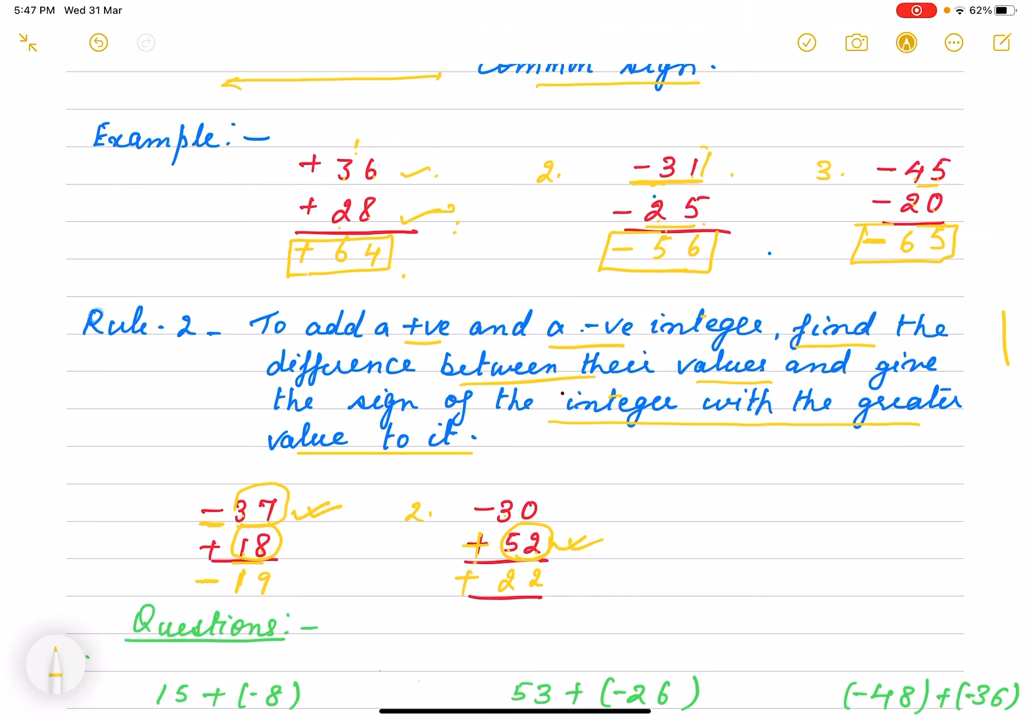 5:47 PM Wed 31 Mar 62%
common sign.
Example:-
+36 2. -31 3. -45
+28 -25 -20
+64 -56 -65
Rule-2- To add a +ve and a -ve integer, find the
difference between their values and give
the sign of the integer with the greater
value to it.
-37 2. -30
+18 +52
-19 +22
Questions:-
15+(-8) 53+(-26) (-48)+(-36)